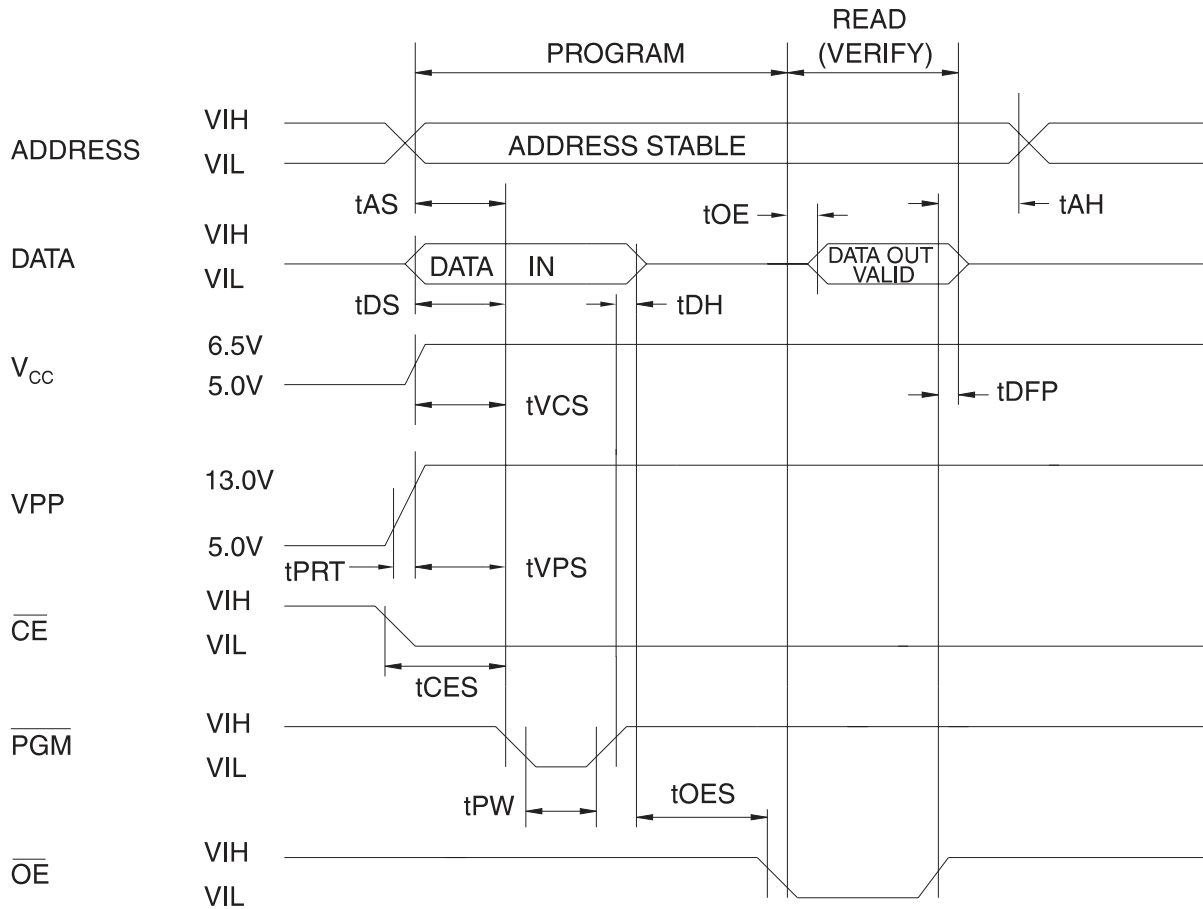 READ
PROGRAM (VERIFY)
ADDRESS VIH
VIL ADDRESS STABLE
tAS tOE tAH
DATA VIH
VIL DATA IN DATA OUT
VALID
tDS tDH
VCC 6.5V
5.0V
tVCS tDFP
VPP 13.0V
5.0V
tPRT tVPS
CE VIH
VIL
tCES
PGM VIH
VIL
tPW tOES
OE VIH
VIL